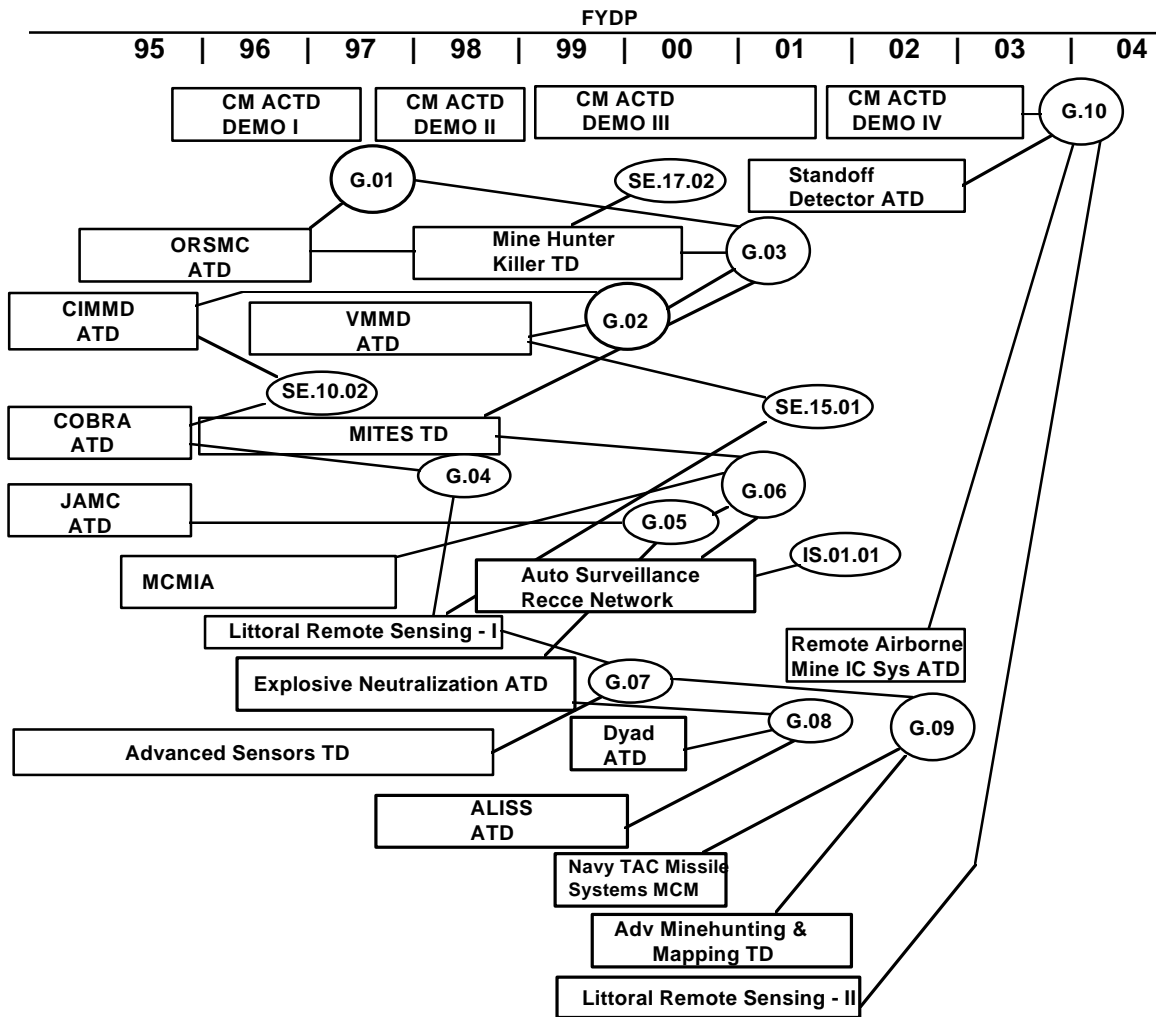 FYDP
95 | 96 | 97 | 98 | 99 | 00 | 01 | 02 | 03 | 04
CM ACTD
DEMO I
CM ACTD
DEMO II
CM ACTD
DEMO III
CM ACTD
DEMO IV
G.10
G.01
SE.17.02
Standoff
Detector ATD
ORSMC
ATD
Mine Hunter
Killer TD
G.03
CIMMD
ATD
VMMD
ATD
G.02
SE.10.02
SE.15.01
COBRA
ATD
MITES TD
G.04
G.06
JAMC
ATD
G.05
IS.01.01
MCMIA
Auto Surveillance
Recce Network
Littoral Remote Sensing - I
Remote Airborne
Mine IC Sys ATD
Explosive Neutralization ATD
G.07
G.08
G.09
Advanced Sensors TD
Dyad
ATD
ALISS
ATD
Navy TAC Missile
Systems MCM
Adv Minehunting &
Mapping TD
Littoral Remote Sensing - II